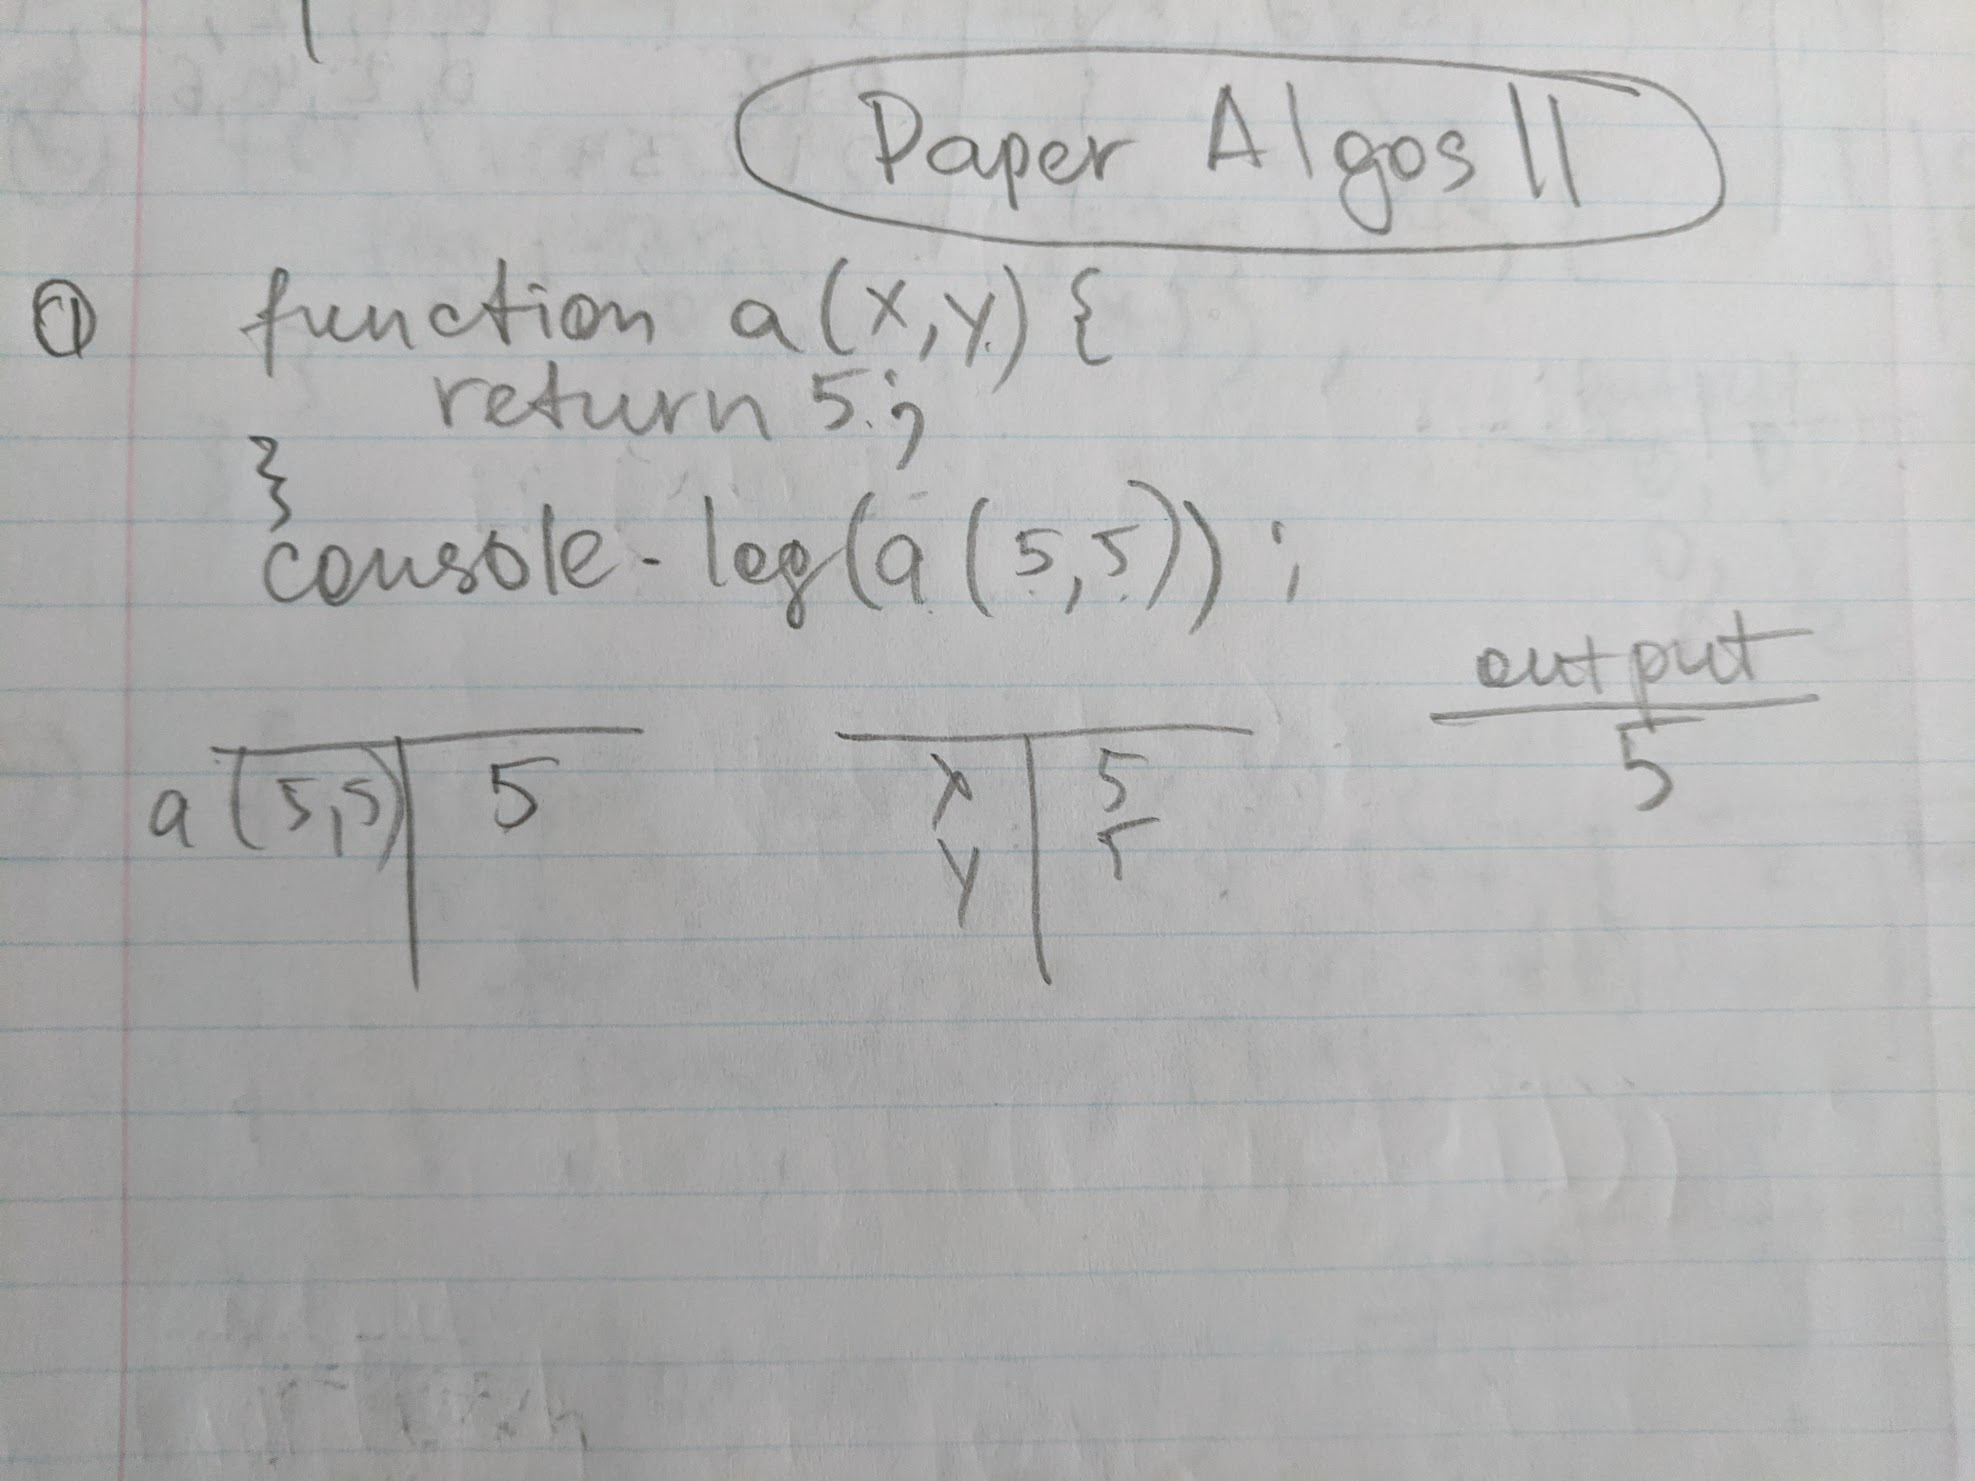 Paper Algos II
① function a(x,y) {
return 5;
}
console.log(a(5,5));
output
a(5,5) 5 x 5 5
y 5